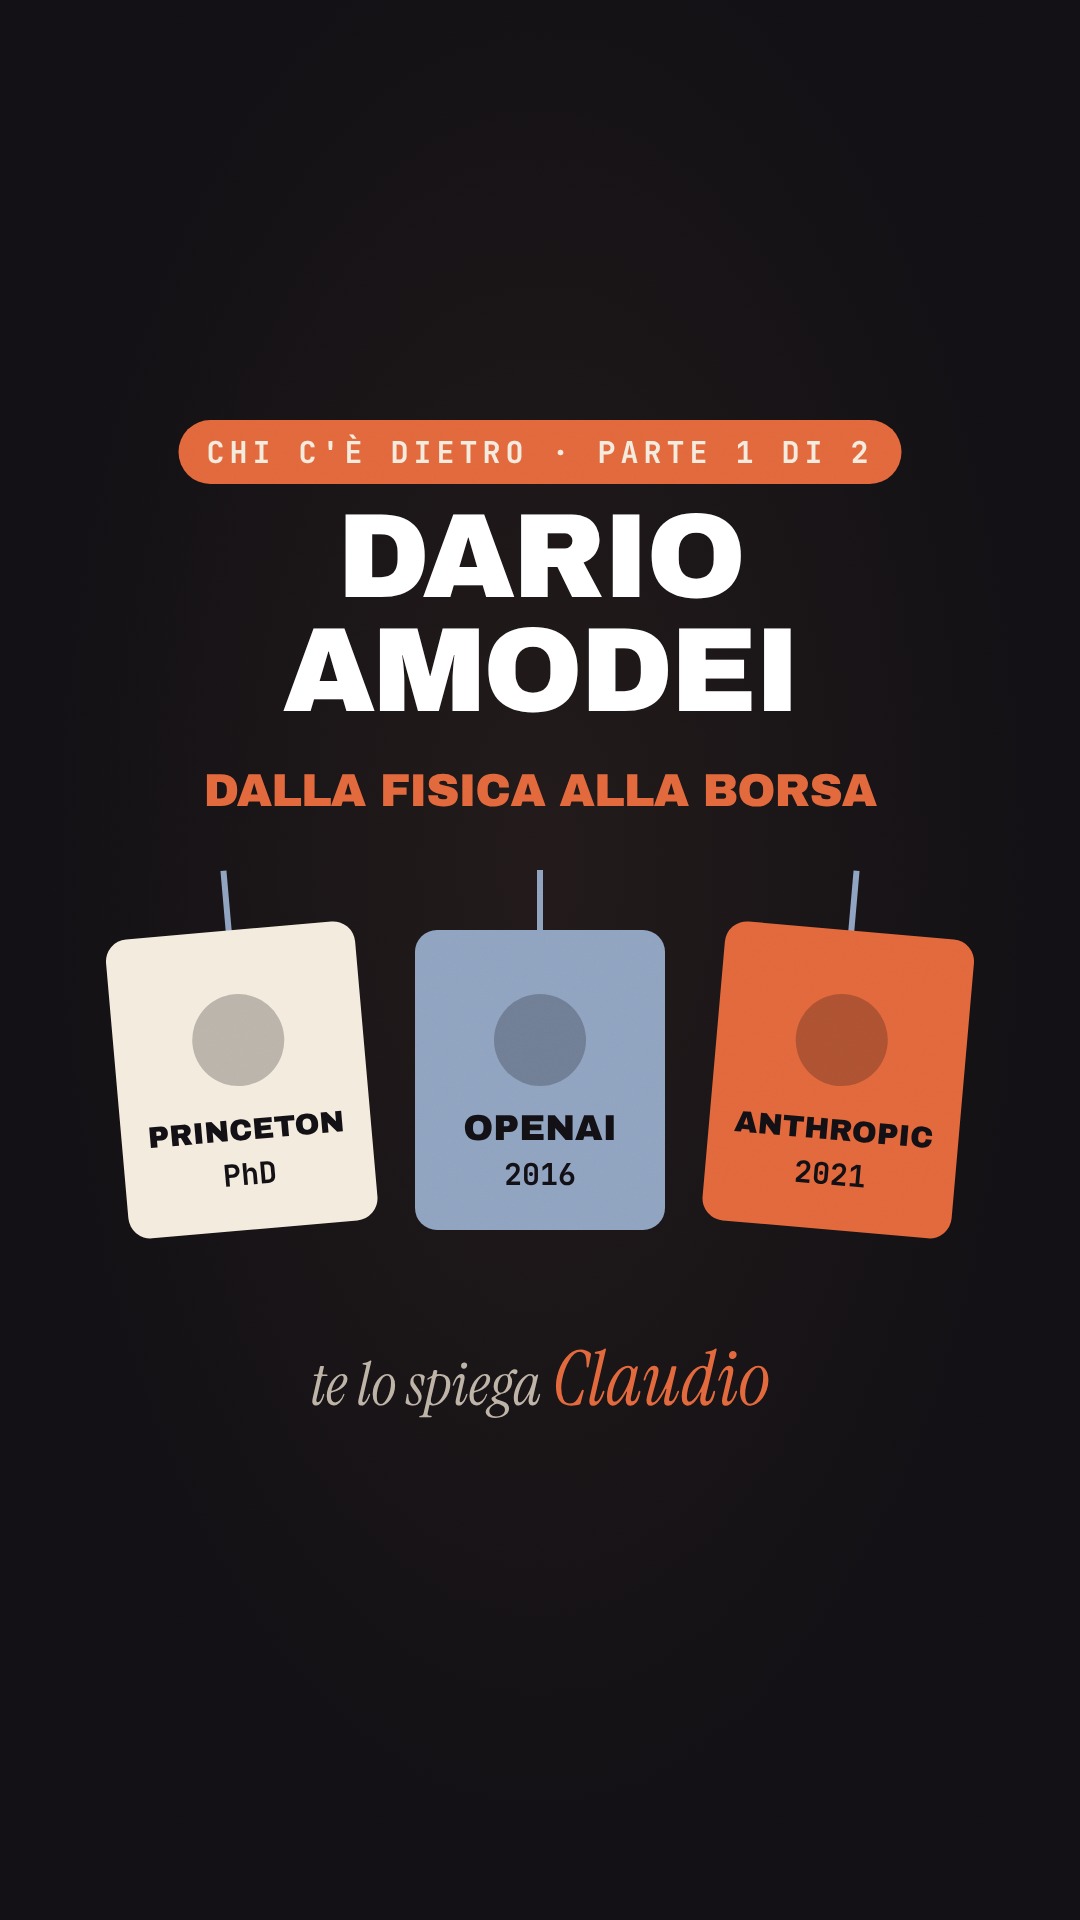 CHI C'È DIETRO · PARTE 1 DI 2
DARIO
AMODEI
DALLA FISICA ALLA BORSA
PRINCETON
PhD
OPENAI
2016
ANTHROPIC
2021
te lo spiega Claudio